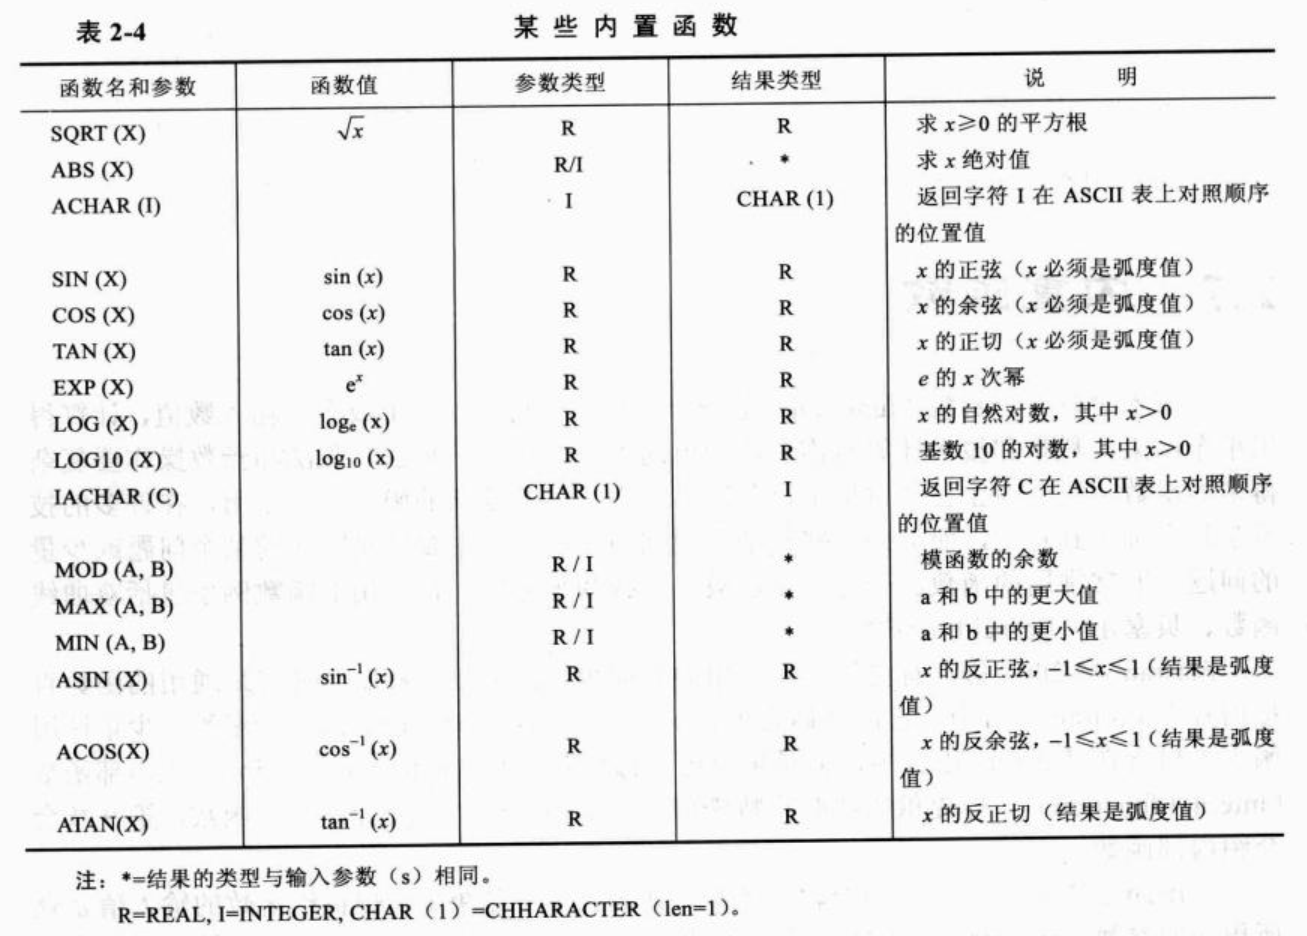 表 2-4 某些内置函数
函数名和参数 函数值 参数类型 结果类型 说 明
SQRT (X) √x R R 求 x≥0 的平方根
ABS (X) R/I * 求 x 绝对值
ACHAR (I) I CHAR (1) 返回字符 I 在 ASCII 表上对照顺序
的位置值
SIN (X) sin (x) R R x 的正弦（x 必须是弧度值）
COS (X) cos (x) R R x 的余弦（x 必须是弧度值）
TAN (X) tan (x) R R x 的正切（x 必须是弧度值）
EXP (X) eˣ R R e 的 x 次幂
LOG (X) logₑ (x) R R x 的自然对数，其中 x>0
LOG10 (X) log₁₀ (x) R R 基数 10 的对数，其中 x>0
IACHAR (C) CHAR (1) I 返回字符 C 在 ASCII 表上对照顺序
的位置值
MOD (A, B) R / I * 模函数的余数
MAX (A, B) R / I * a 和 b 中的更大值
MIN (A, B) R / I * a 和 b 中的更小值
ASIN(X) sin⁻¹ (x) R R x 的反正弦，−1≤x≤1（结果是弧度
值）
ACOS(X) cos⁻¹ (x) R R x 的反余弦，−1≤x≤1（结果是弧度
值）
ATAN(X) tan⁻¹ (x) R R x 的反正切（结果是弧度值）
注：*=结果的类型与输入参数（s）相同。
R=REAL, I=INTEGER, CHAR（1）=CHHARACTER（len=1）。